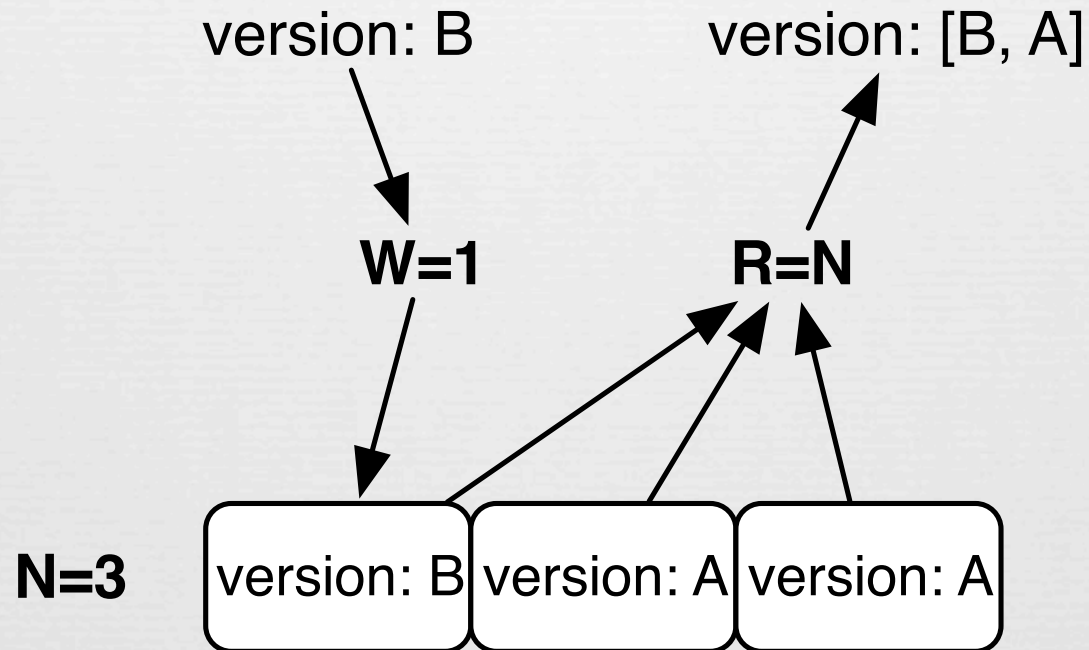 version: B
version: [B, A]
W=1
R=N
N=3
version: B
version: A
version: A